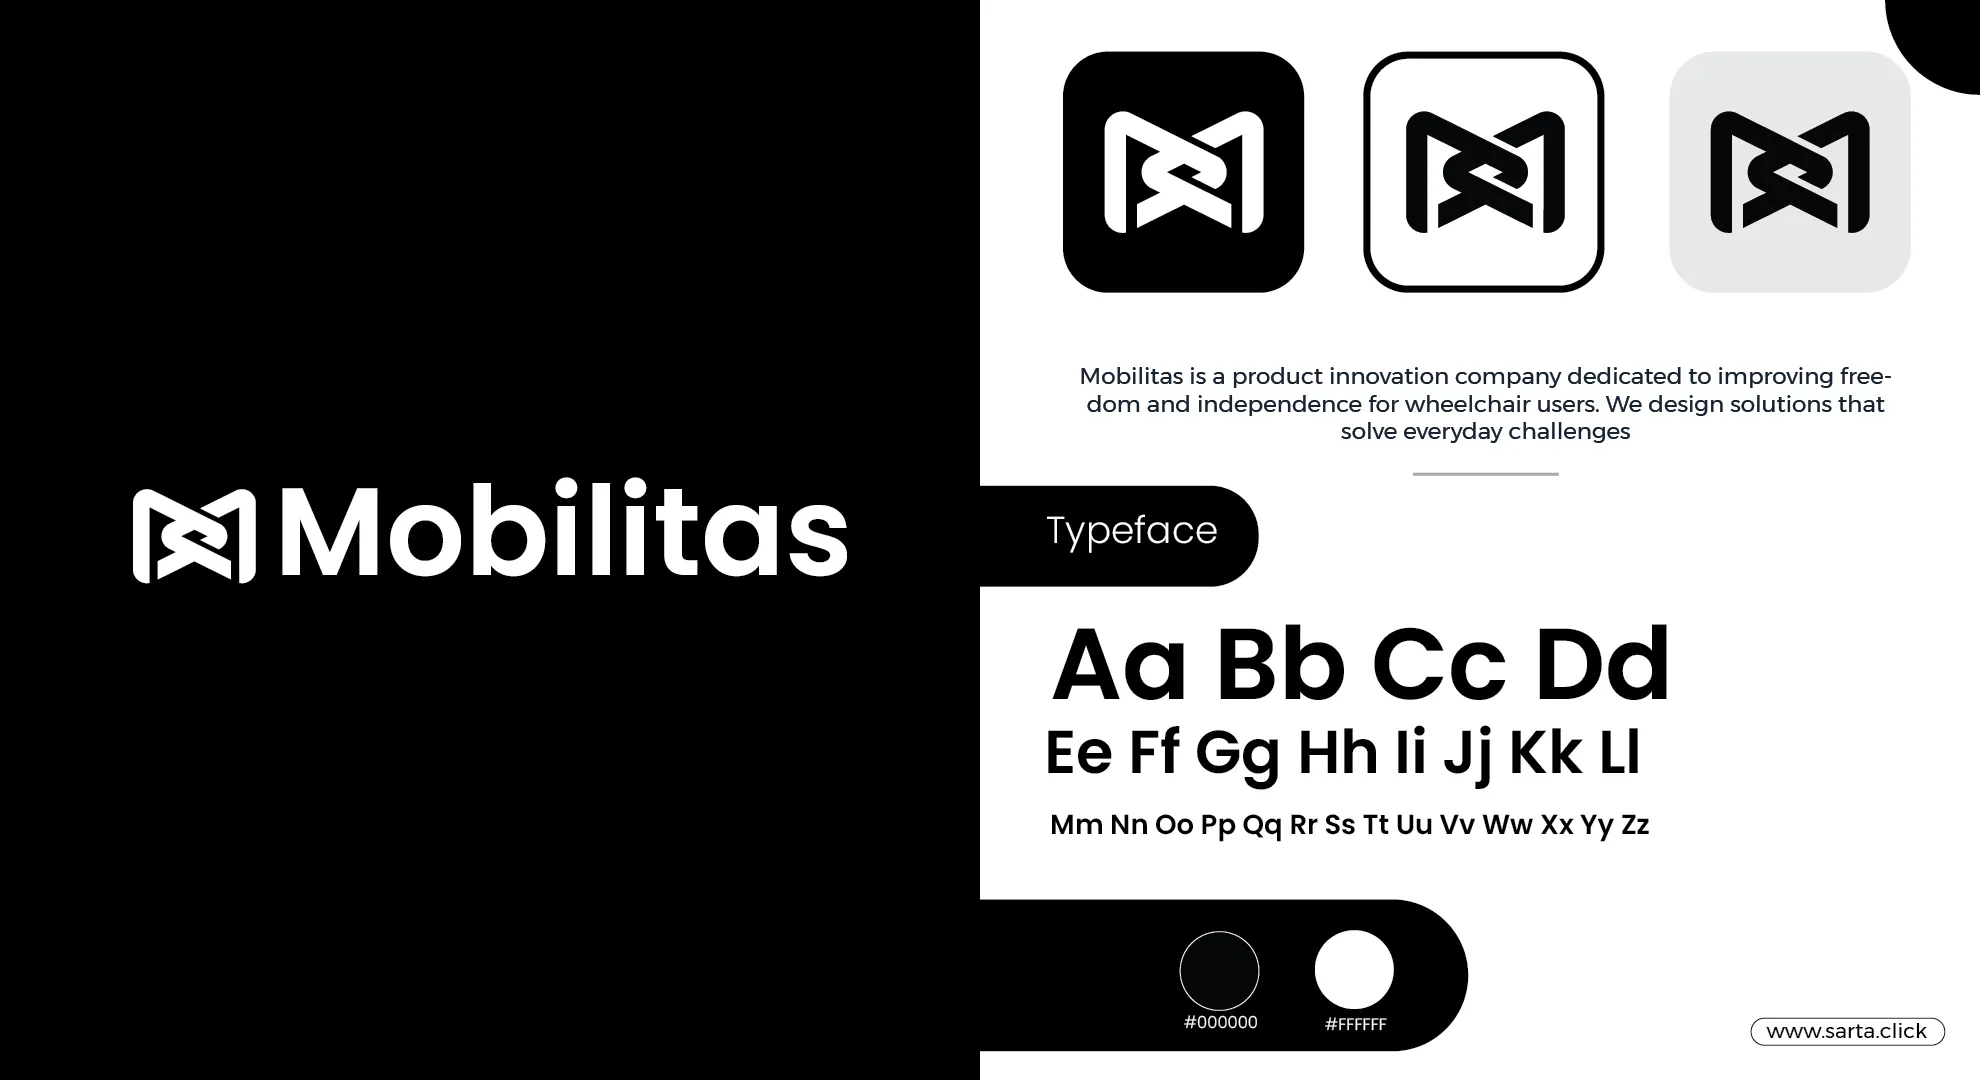 Mobilitas
Mobilitas is a product innovation company dedicated to improving free-
dom and independence for wheelchair users. We design solutions that
solve everyday challenges
Typeface
Aa Bb Cc Dd
Ee Ff Gg Hh Ii Jj Kk Ll
Mm Nn Oo Pp Qq Rr Ss Tt Uu Vv Ww Xx Yy Zz
#000000
#FFFFFF
www.sarta.click